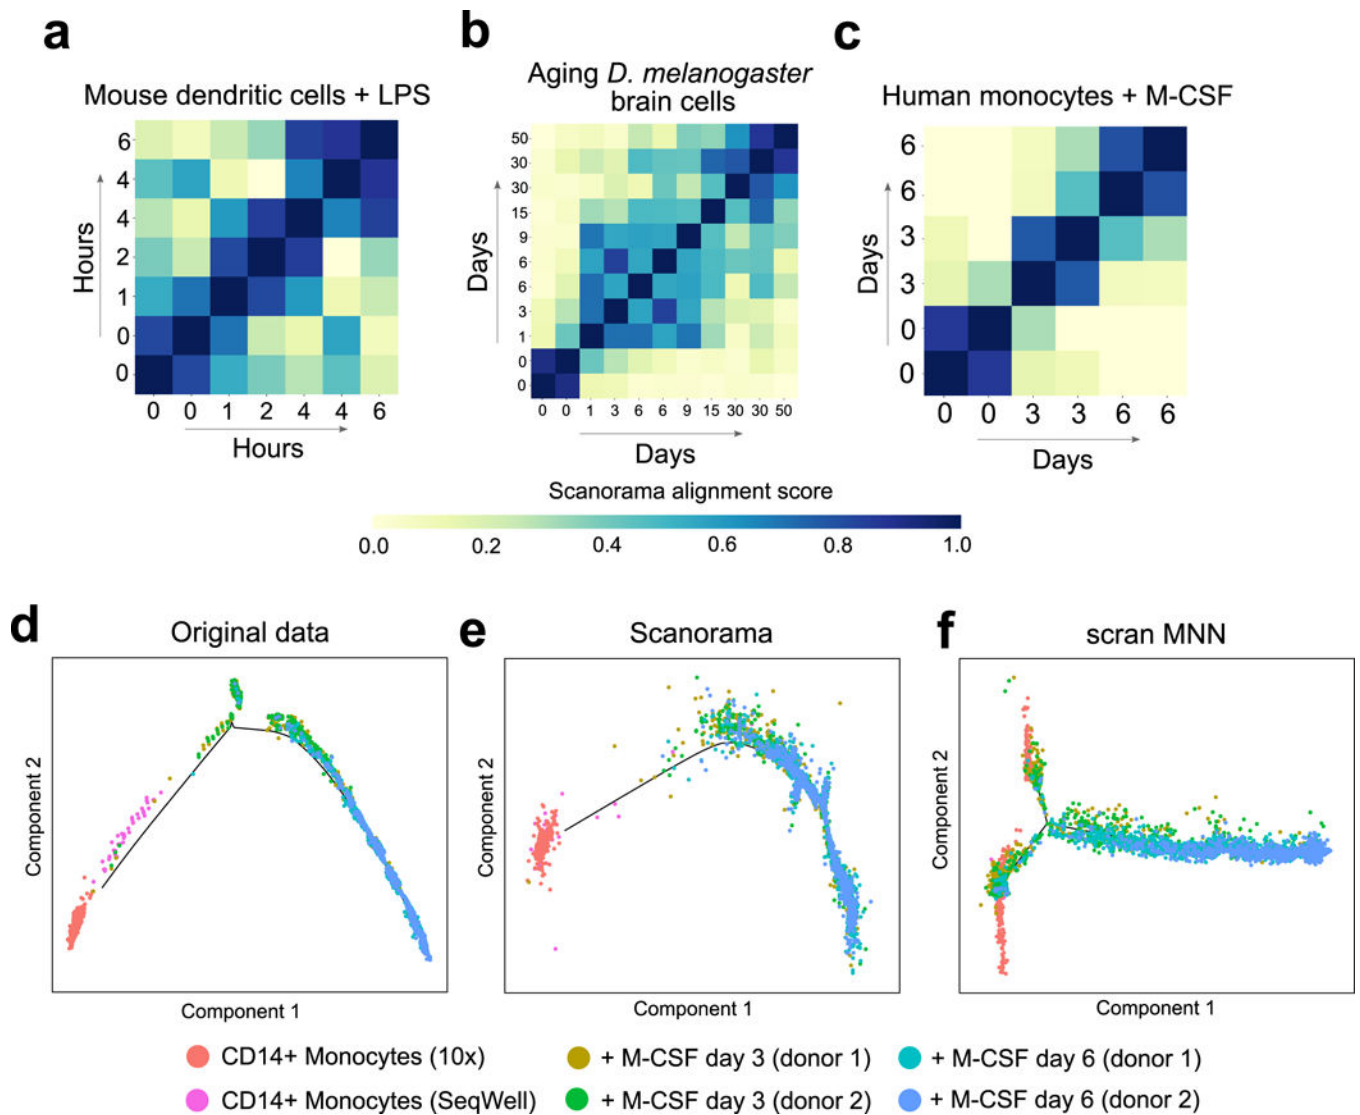 a
Mouse dendritic cells + LPS
6
4
4
2
1
0
0
Hours
0 0 1 2 4 4 6
Hours
b
Aging D. melanogaster
brain cells
50
30
30
15
9
6
6
3
1
0
0
Days
0 0 1 3 6 6 9 15 30 30 50
Days
c
Human monocytes + M-CSF
6
6
3
3
0
0
Days
0 0 3 3 6 6
Days
Scanorama alignment score
0.0 0.2 0.4 0.6 0.8 1.0
d
Original data
Component 2
Component 1
e
Scanorama
Component 2
Component 1
f
scran MNN
Component 2
Component 1
CD14+ Monocytes (10x)
CD14+ Monocytes (SeqWell)
+ M-CSF day 3 (donor 1)
+ M-CSF day 3 (donor 2)
+ M-CSF day 6 (donor 1)
+ M-CSF day 6 (donor 2)